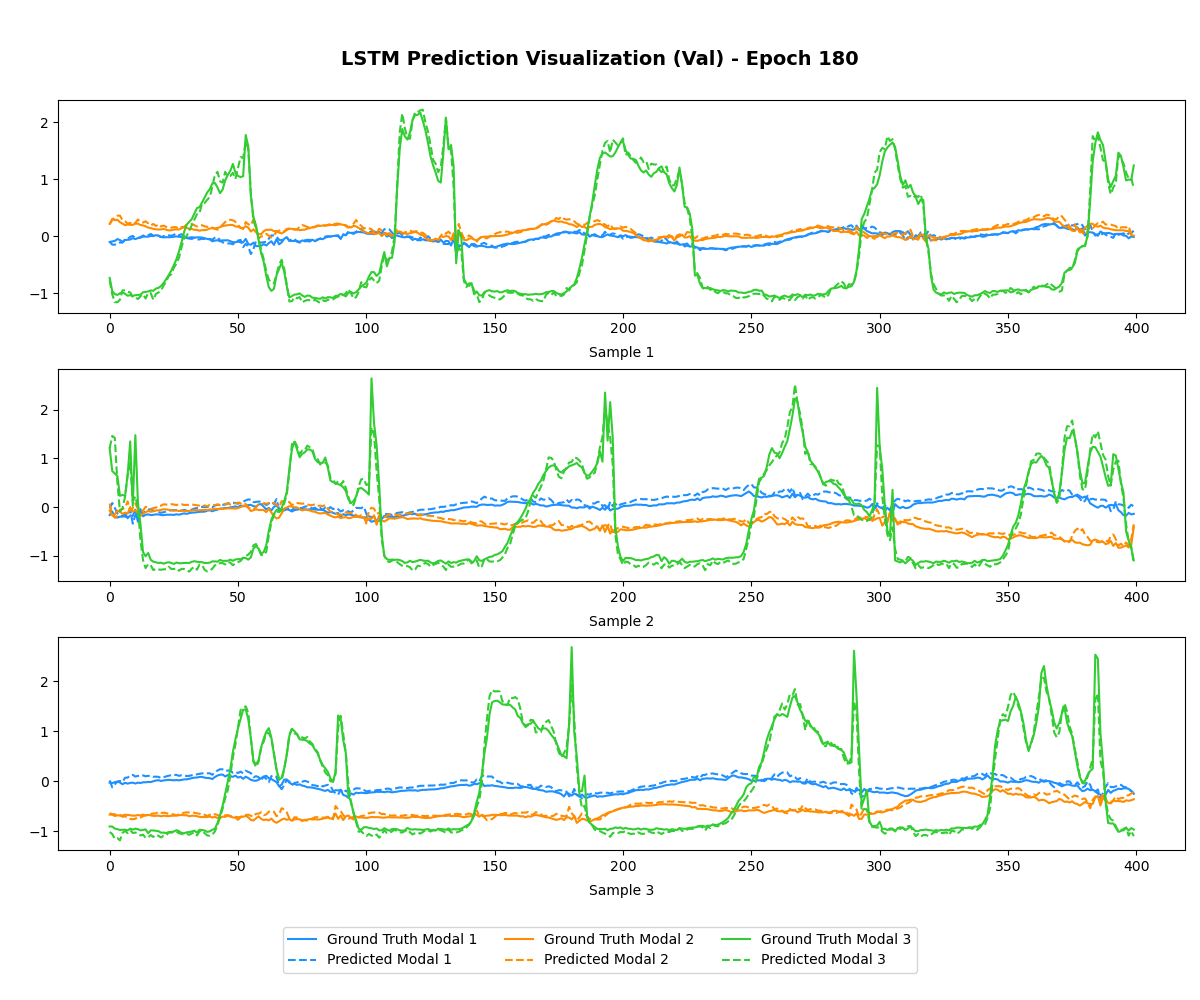 LSTM Prediction Visualization (Val) - Epoch 180
2
1
0
−1
0 50 100 150 200 250 300 350 400
Sample 1
2
1
0
−1
0 50 100 150 200 250 300 350 400
Sample 2
2
1
0
−1
0 50 100 150 200 250 300 350 400
Sample 3
Ground Truth Modal 1 Ground Truth Modal 2 Ground Truth Modal 3
Predicted Modal 1 Predicted Modal 2 Predicted Modal 3